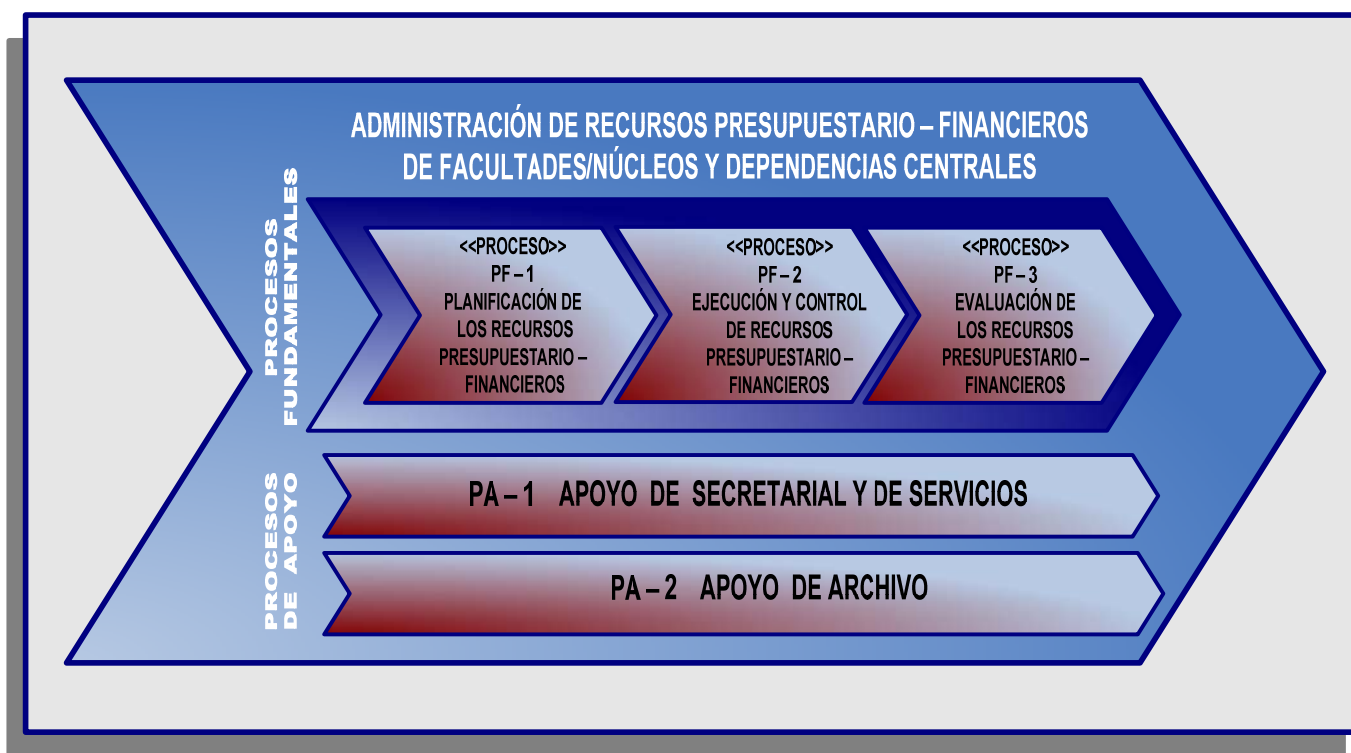 ADMINISTRACIÓN DE RECURSOS PRESUPUESTARIO – FINANCIEROS
DE FACULTADES/NÚCLEOS Y DEPENDENCIAS CENTRALES
PROCESOS
FUNDAMENTALES
<<PROCESO>>
PF – 1
PLANIFICACIÓN DE
LOS RECURSOS
PRESUPUESTARIO –
FINANCIEROS
<<PROCESO>>
PF – 2
EJECUCIÓN Y CONTROL
DE RECURSOS
PRESUPUESTARIO –
FINANCIEROS
<<PROCESO>>
PF – 3
EVALUACIÓN DE
LOS RECURSOS
PRESUPUESTARIO –
FINANCIEROS
PROCESOS
DE APOYO
PA – 1 APOYO DE SECRETARIAL Y DE SERVICIOS
PA – 2 APOYO DE ARCHIVO